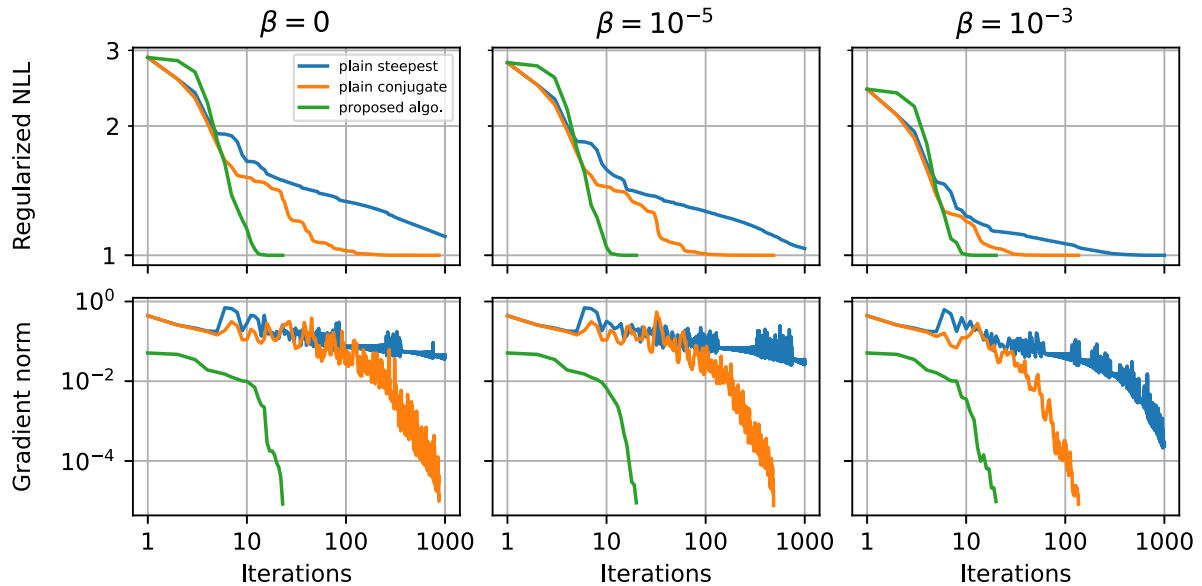 β = 0
β = 10⁻⁵
β = 10⁻³
Regularized NLL
3
2
1
plain steepest
plain conjugate
proposed algo.
Gradient norm
10⁰
10⁻²
10⁻⁴
1 10 100 1000
1 10 100 1000
1 10 100 1000
Iterations
Iterations
Iterations